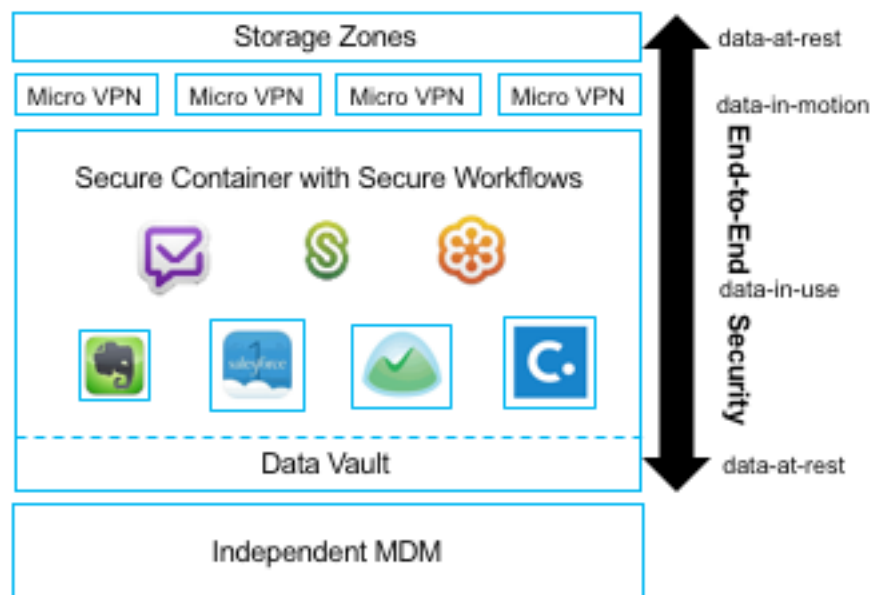 Storage Zones
data-at-rest
Micro VPN
Micro VPN
Micro VPN
Micro VPN
data-in-motion
Secure Container with Secure Workflows
End-to-End Security
data-in-use
salesforce
1
Data Vault
data-at-rest
Independent MDM